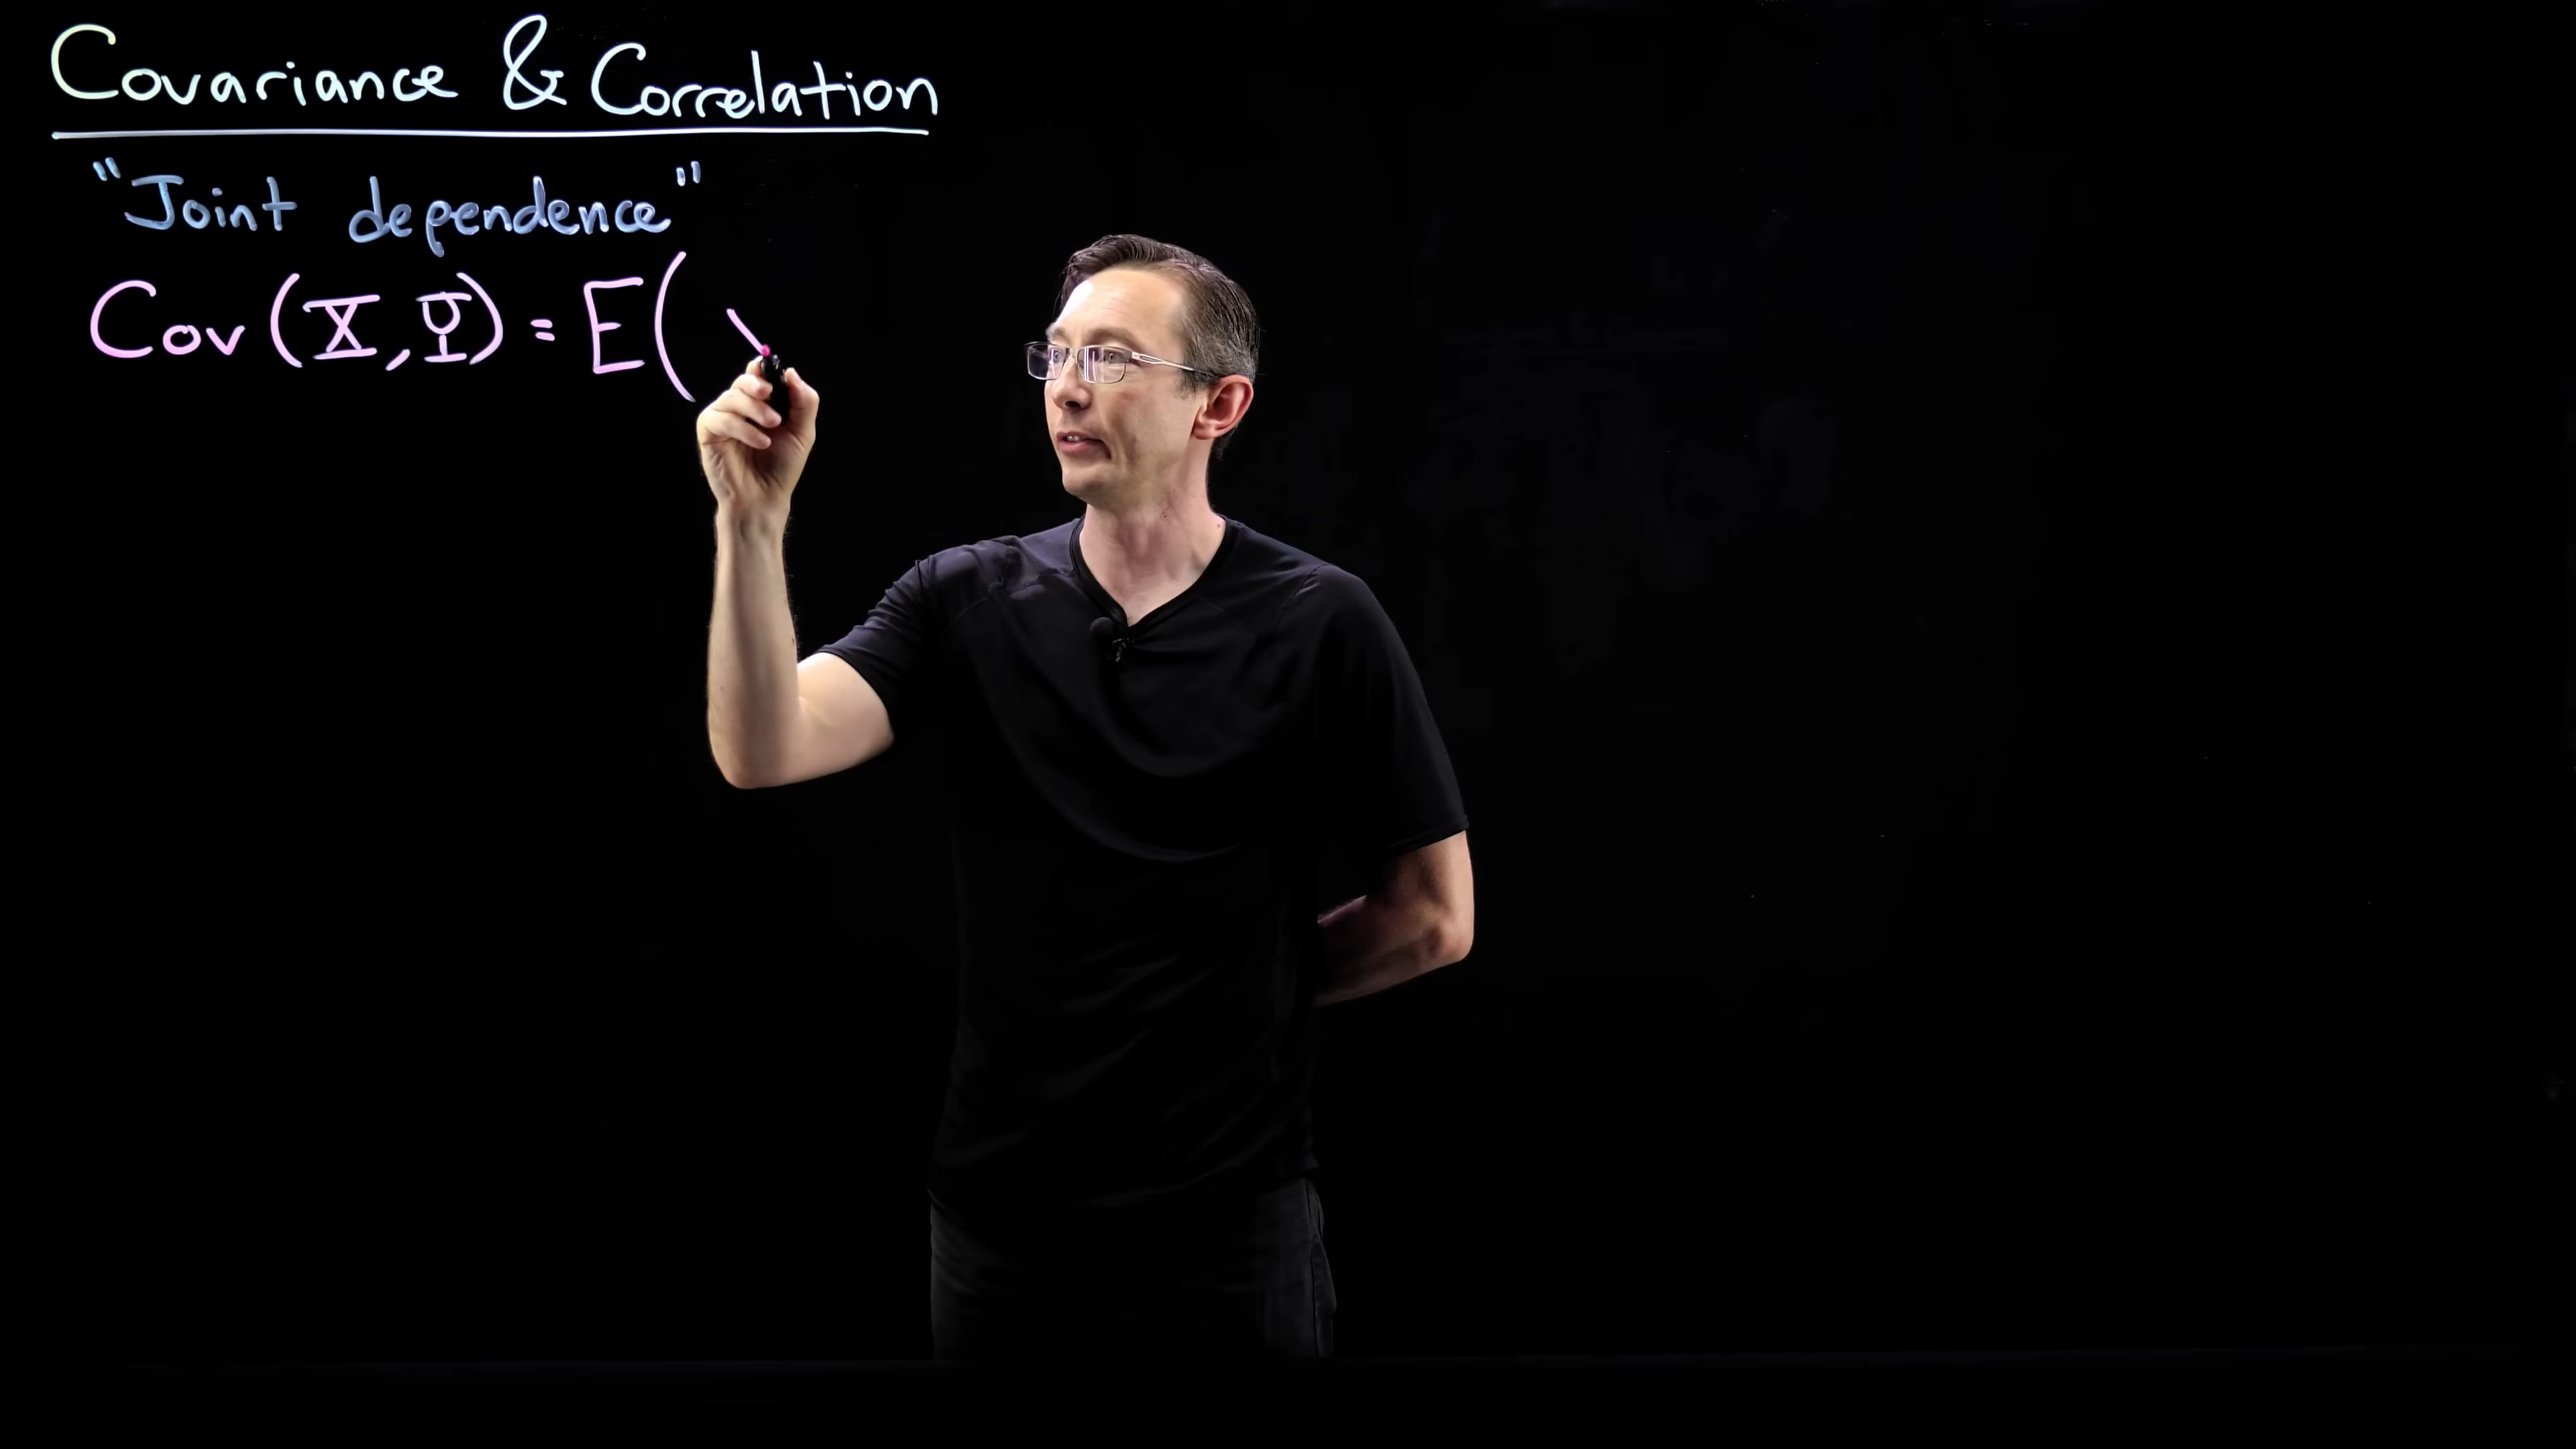 Covariance & Correlation
"Joint dependence"
Cov(X,Y) = E(